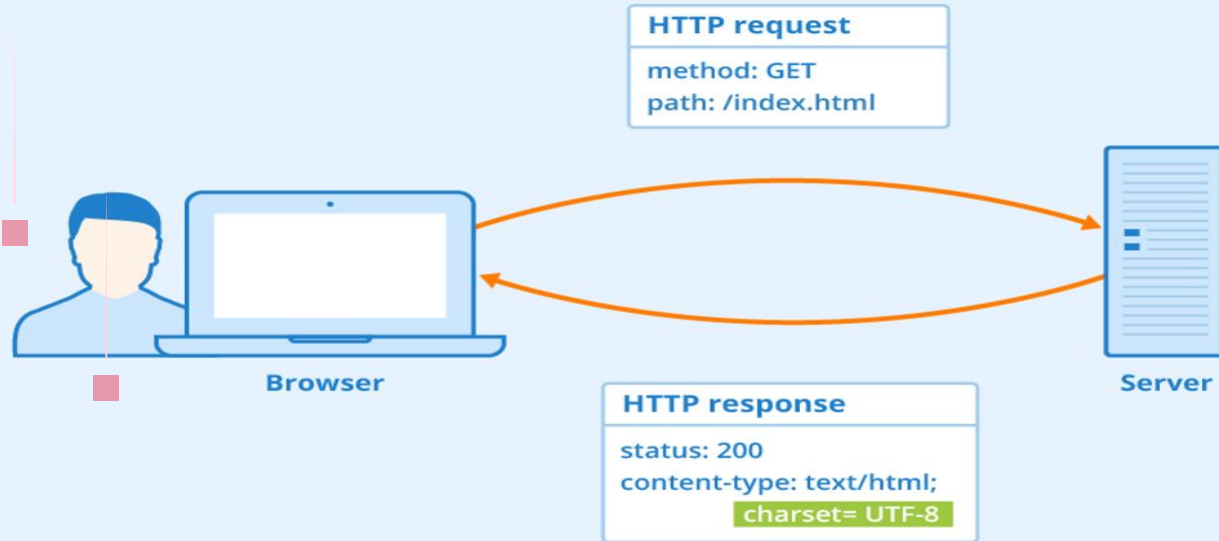 HTTP request
method: GET
path: /index.html
Browser
Server
HTTP response
status: 200
content-type: text/html;
charset= UTF-8